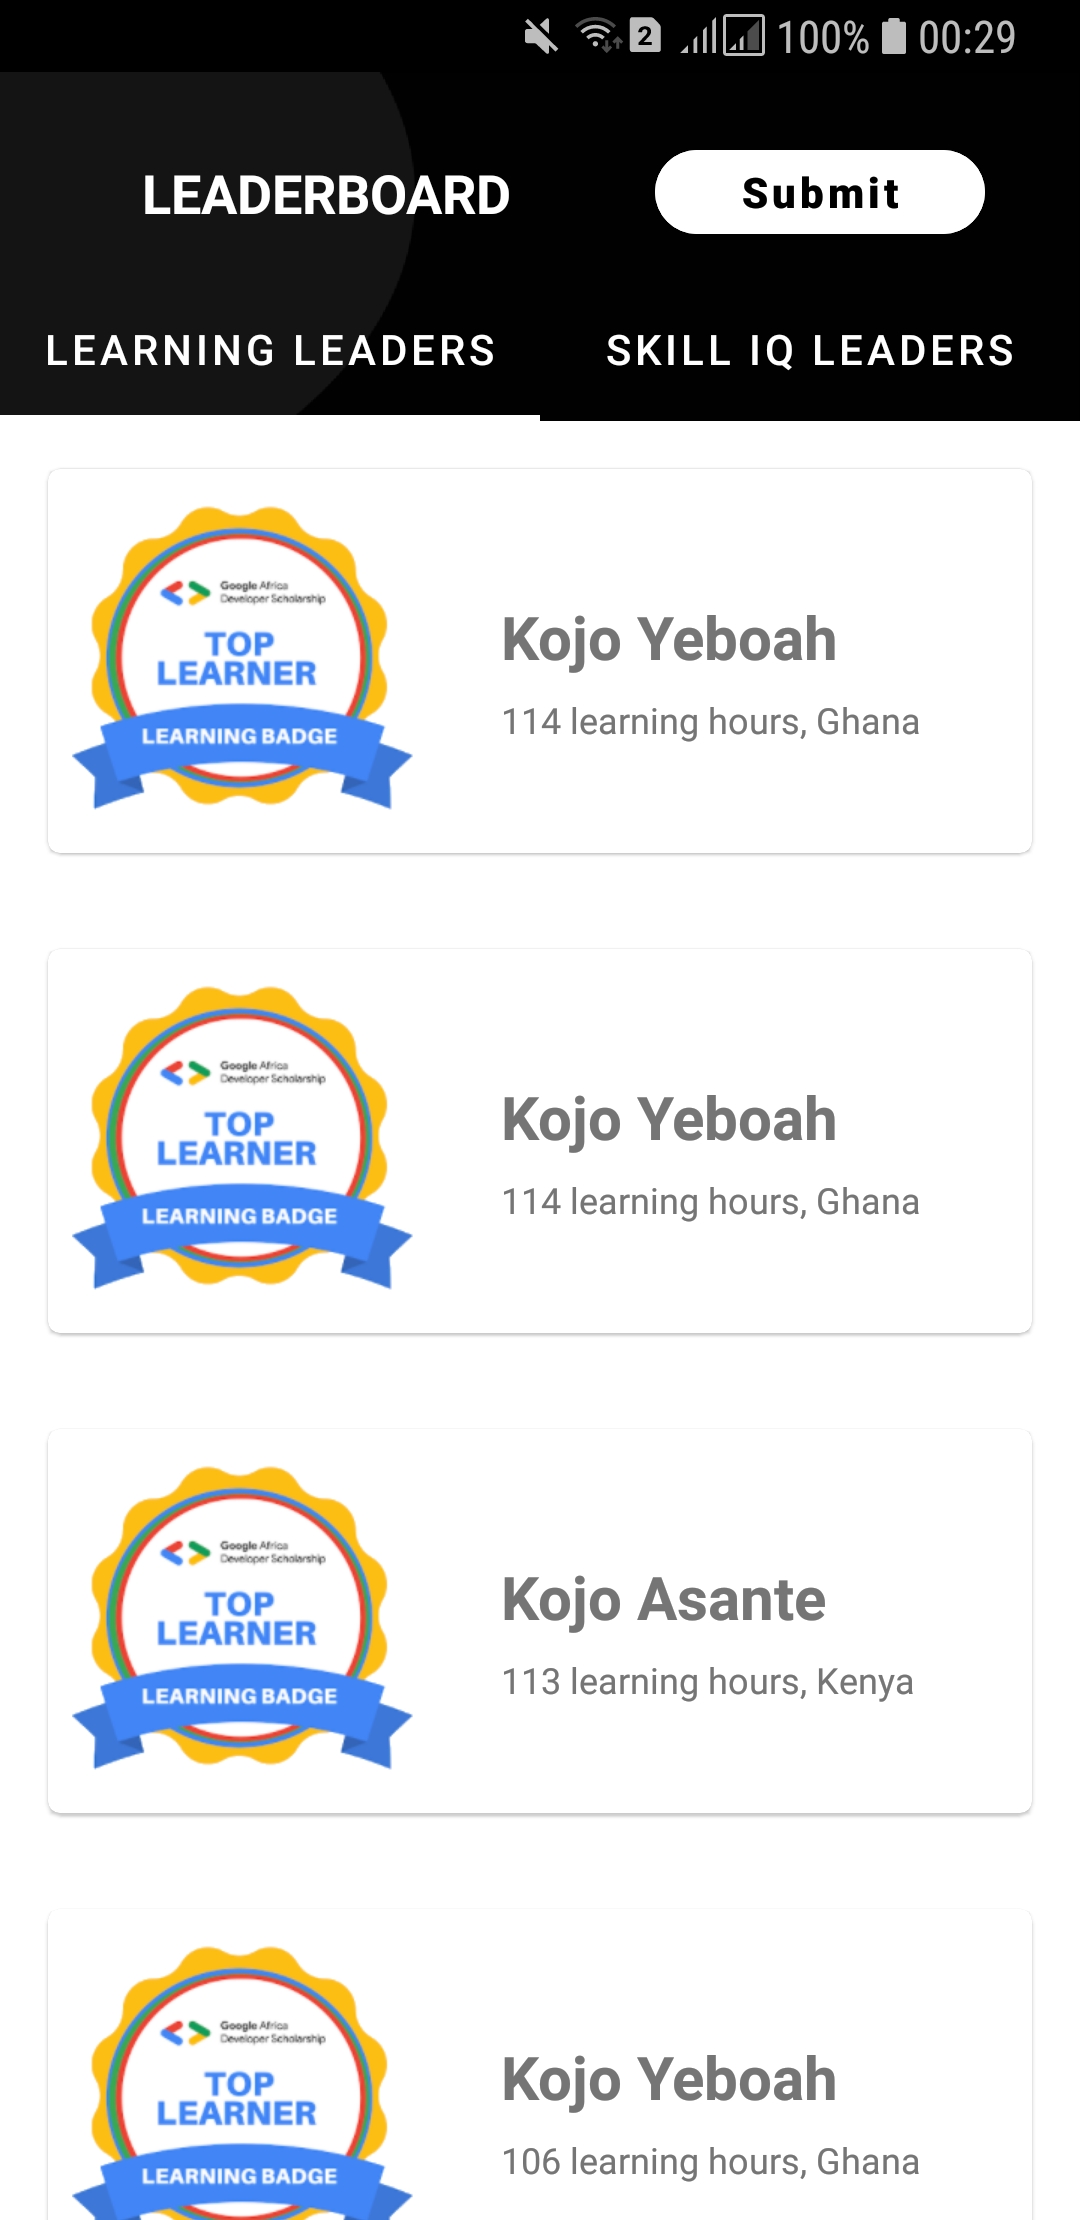 2 100% 00:29
LEADERBOARD Submit
LEARNING LEADERS SKILL IQ LEADERS
Google Africa
Developer Scholarship
TOP
LEARNER
LEARNING BADGE
Kojo Yeboah
114 learning hours, Ghana
Google Africa
Developer Scholarship
TOP
LEARNER
LEARNING BADGE
Kojo Yeboah
114 learning hours, Ghana
Google Africa
Developer Scholarship
TOP
LEARNER
LEARNING BADGE
Kojo Asante
113 learning hours, Kenya
Google Africa
Developer Scholarship
TOP
LEARNER
LEARNING BADGE
Kojo Yeboah
106 learning hours, Ghana